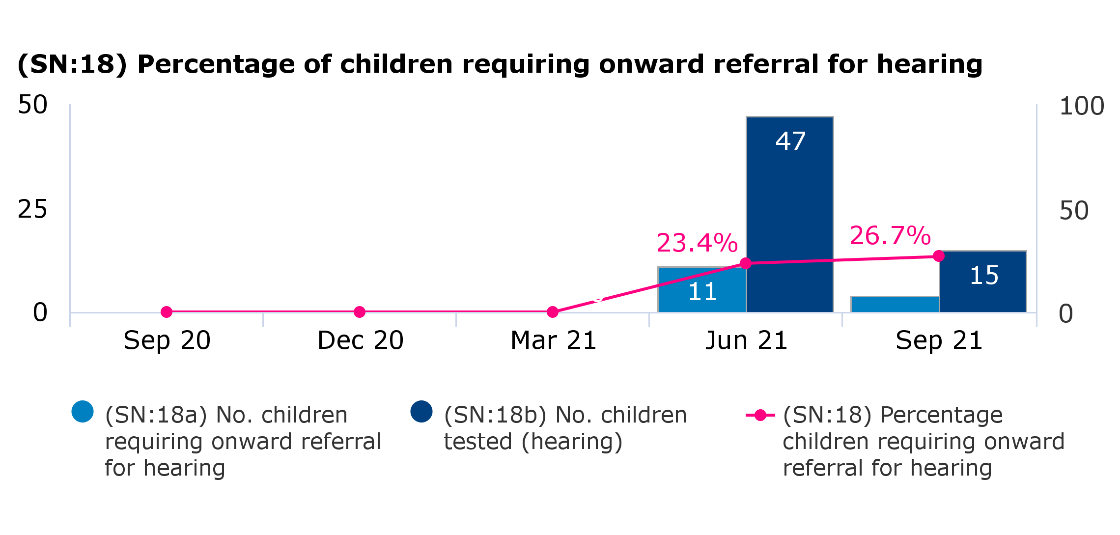 (SN:18) Percentage of children requiring onward referral for hearing
50
100
47
25
50
23.4%
26.7%
11
15
0
0
Sep 20
Dec 20
Mar 21
Jun 21
Sep 21
(SN:18a) No. children
requiring onward referral
for hearing
(SN:18b) No. children
tested (hearing)
(SN:18) Percentage
children requiring onward
referral for hearing